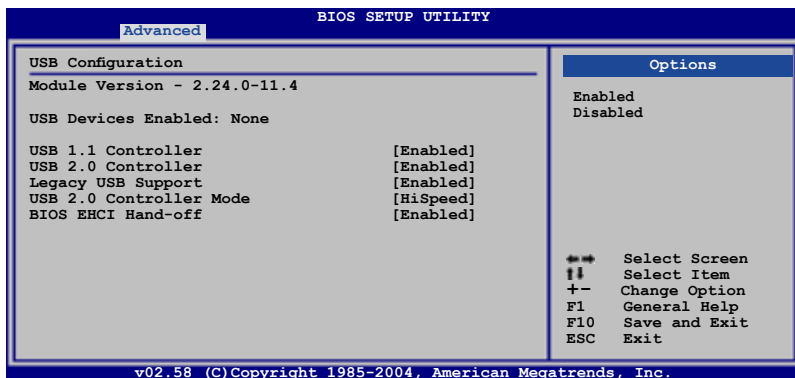 BIOS SETUP UTILITY
Advanced
USB Configuration
Module Version - 2.24.0-11.4
USB Devices Enabled: None
USB 1.1 Controller [Enabled]
USB 2.0 Controller [Enabled]
Legacy USB Support [Enabled]
USB 2.0 Controller Mode [HiSpeed]
BIOS EHCI Hand-off [Enabled]
Options
Enabled
Disabled
←→ Select Screen
↑↓ Select Item
+- Change Option
F1 General Help
F10 Save and Exit
ESC Exit
v02.58 (C)Copyright 1985-2004, American Megatrends, Inc.